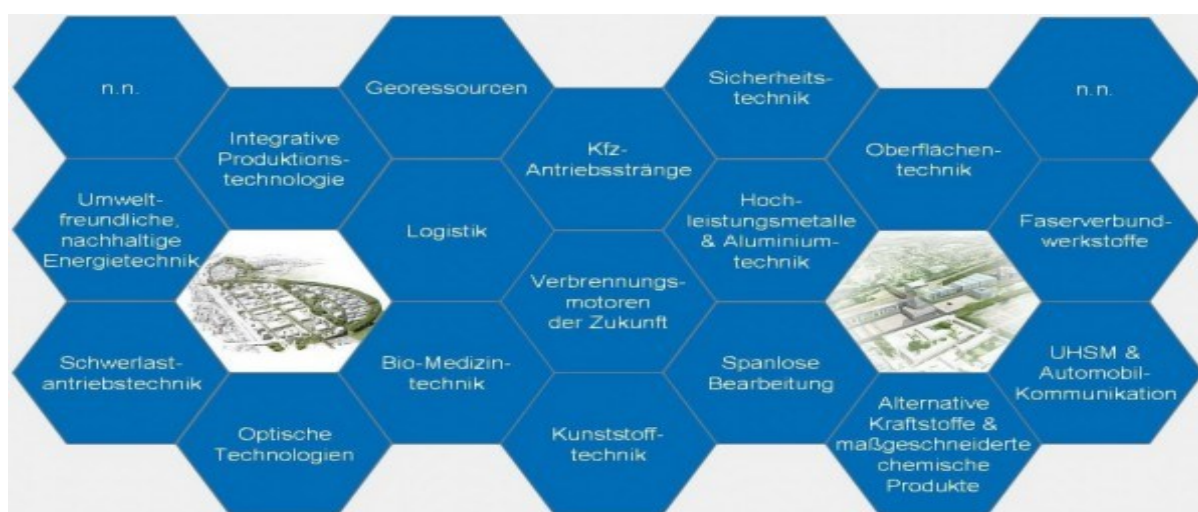 n.n.
Umwelt-
freundliche,
nachhaltige
Energietechnik
Schwerlast-
antriebstechnik
Integrative
Produktions-
technologie
Optische
Technologien
Georessourcen
Logistik
Bio-Medizin-
technik
Kfz-
Antriebsstränge
Verbrennungs-
motoren
der Zukunft
Kunststoff-
technik
Sicherheits-
technik
Hoch-
leistungsmetalle
& Aluminium-
technik
Spanlose
Bearbeitung
Oberflächen-
technik
Alternative
Kraftstoffe &
maßgeschneiderte
chemische
Produkte
n.n.
Faserverbund-
werkstoffe
UHSM &
Automobil-
Kommunikation